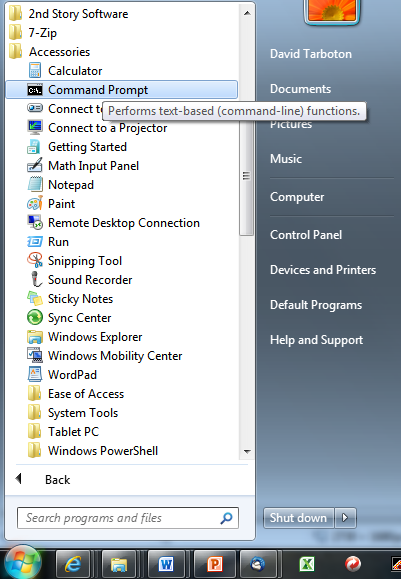 2nd Story Software
7-Zip
Accessories
Calculator
Command Prompt
Connect to
Performs text-based (command-line) functions.
Connect to a Projector
Getting Started
Math Input Panel
Notepad
Paint
Remote Desktop Connection
Run
Snipping Tool
Sound Recorder
Sticky Notes
Sync Center
Windows Explorer
Windows Mobility Center
WordPad
Ease of Access
System Tools
Tablet PC
Windows PowerShell
Back
Search programs and files
David Tarboton
Documents
Pictures
Music
Computer
Control Panel
Devices and Printers
Default Programs
Help and Support
Shut down